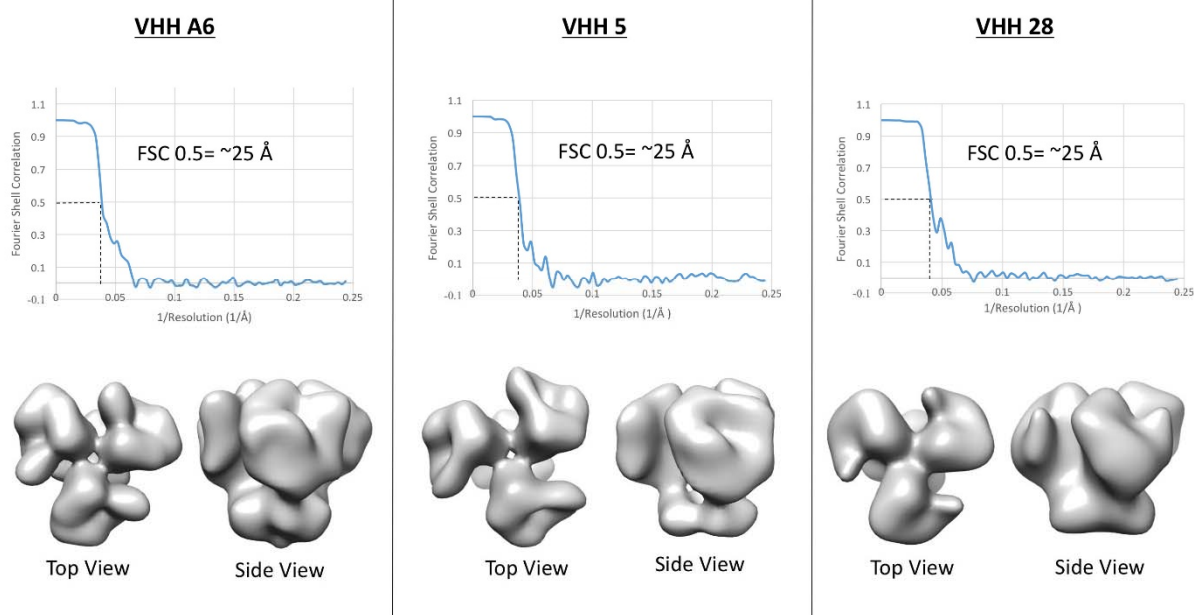 VHH A6
1.1
0.9
0.7
0.5
0.3
0.1
-0.1
Fourier Shell Correlation
FSC 0.5= ~25 Å
0 0.05 0.1 0.15 0.2 0.25
1/Resolution (1/Å)
Top View
Side View
VHH 5
1.1
0.9
0.7
0.5
0.3
0.1
-0.1
Fourier Shell Correlation
FSC 0.5= ~25 Å
0 0.05 0.1 0.15 0.2 0.25
1/Resolution (1/Å )
Top View
Side View
VHH 28
1.1
0.9
0.7
0.5
0.3
0.1
-0.1
Fourier Shell Correlation
FSC 0.5= ~25 Å
0 0.05 0.1 0.15 0.2 0.25
1/Resolution (1/Å )
Top View
Side View